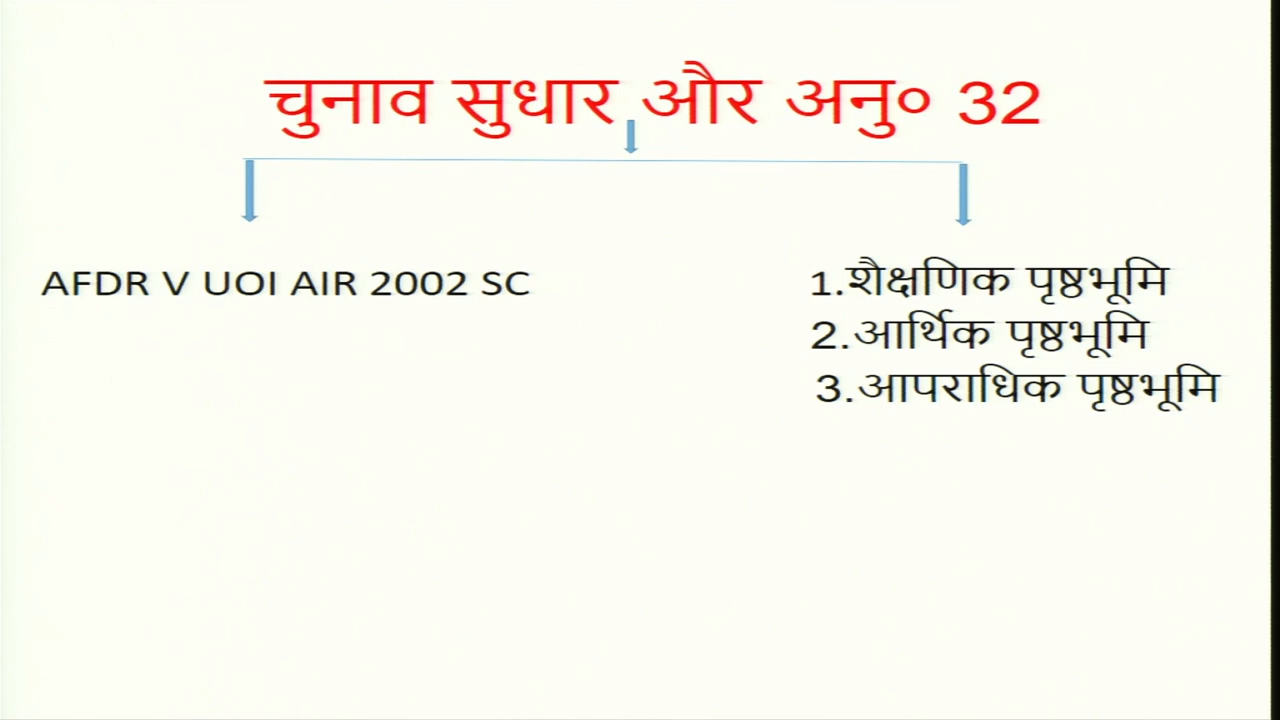 चुनाव सुधार और अनु० 32
AFDR V UOI AIR 2002 SC
1.शैक्षणिक पृष्ठभूमि
2.आर्थिक पृष्ठभूमि
3.आपराधिक पृष्ठभूमि